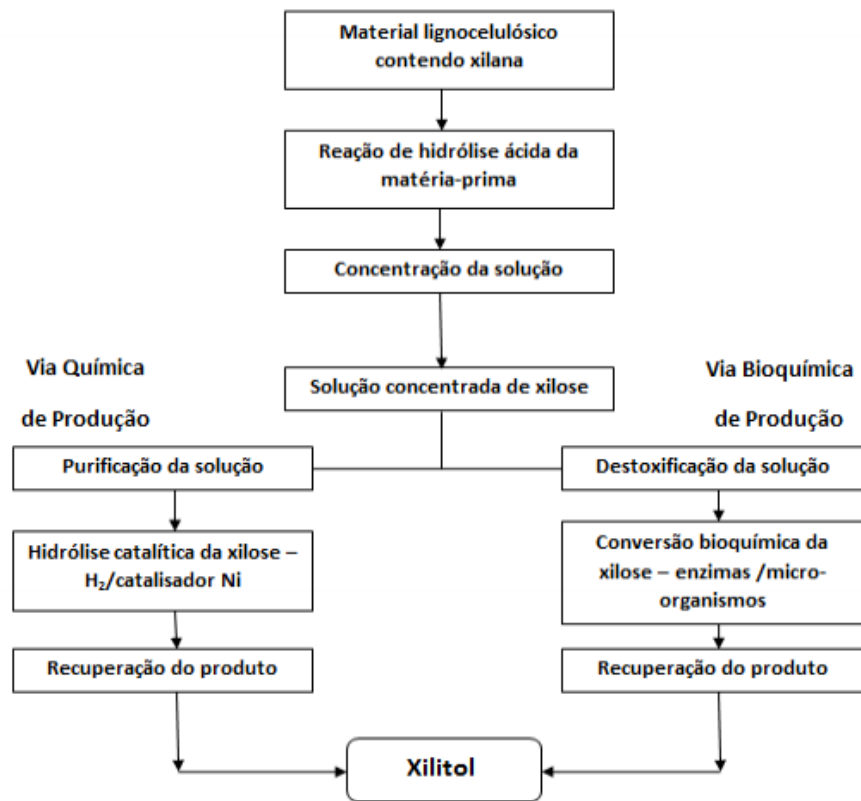 Material lignocelulósico
contendo xilana
Reação de hidrólise ácida da
matéria-prima
Concentração da solução
Solução concentrada de xilose
Via Química
de Produção
Purificação da solução
Hidrólise catalítica da xilose –
H₂/catalisador Ni
Recuperação do produto
Via Bioquímica
de Produção
Destoxificação da solução
Conversão bioquímica da
xilose – enzimas /micro-
organismos
Recuperação do produto
Xilitol